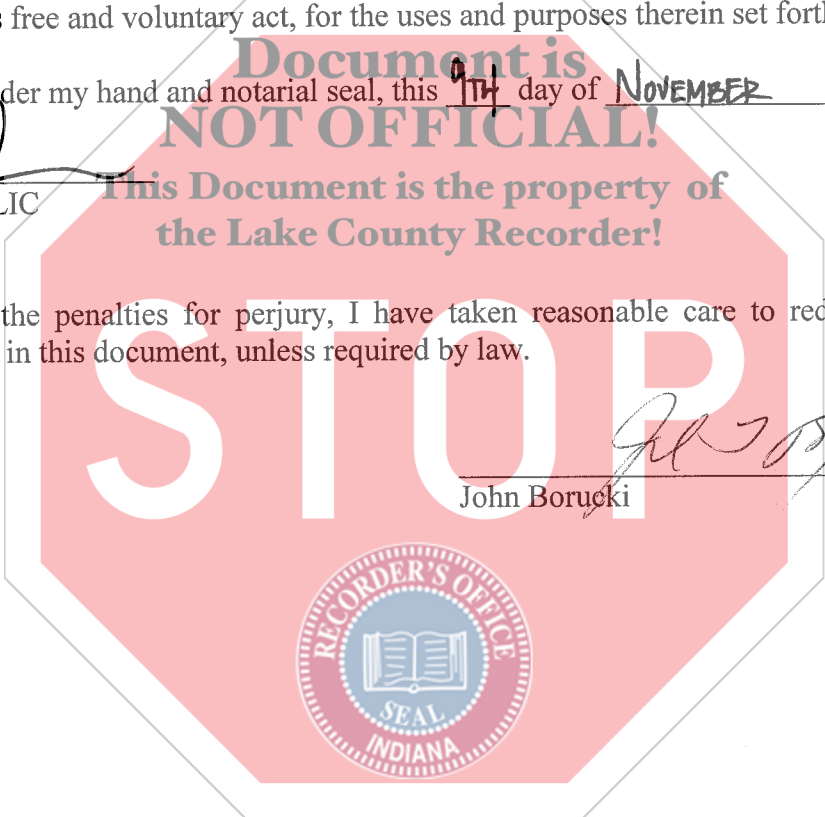 s free and voluntary act, for the uses and purposes therein set forth
Document is
der my hand and notarial seal, this 9TH day of NOVEMBER
NOT OFFICIAL!
This Document is the property of
LIC
the Lake County Recorder!
the penalties for perjury, I have taken reasonable care to red
in this document, unless required by law.
STOP
John Borucki
RECORDER'S OFFICE
SEAL
INDIANA